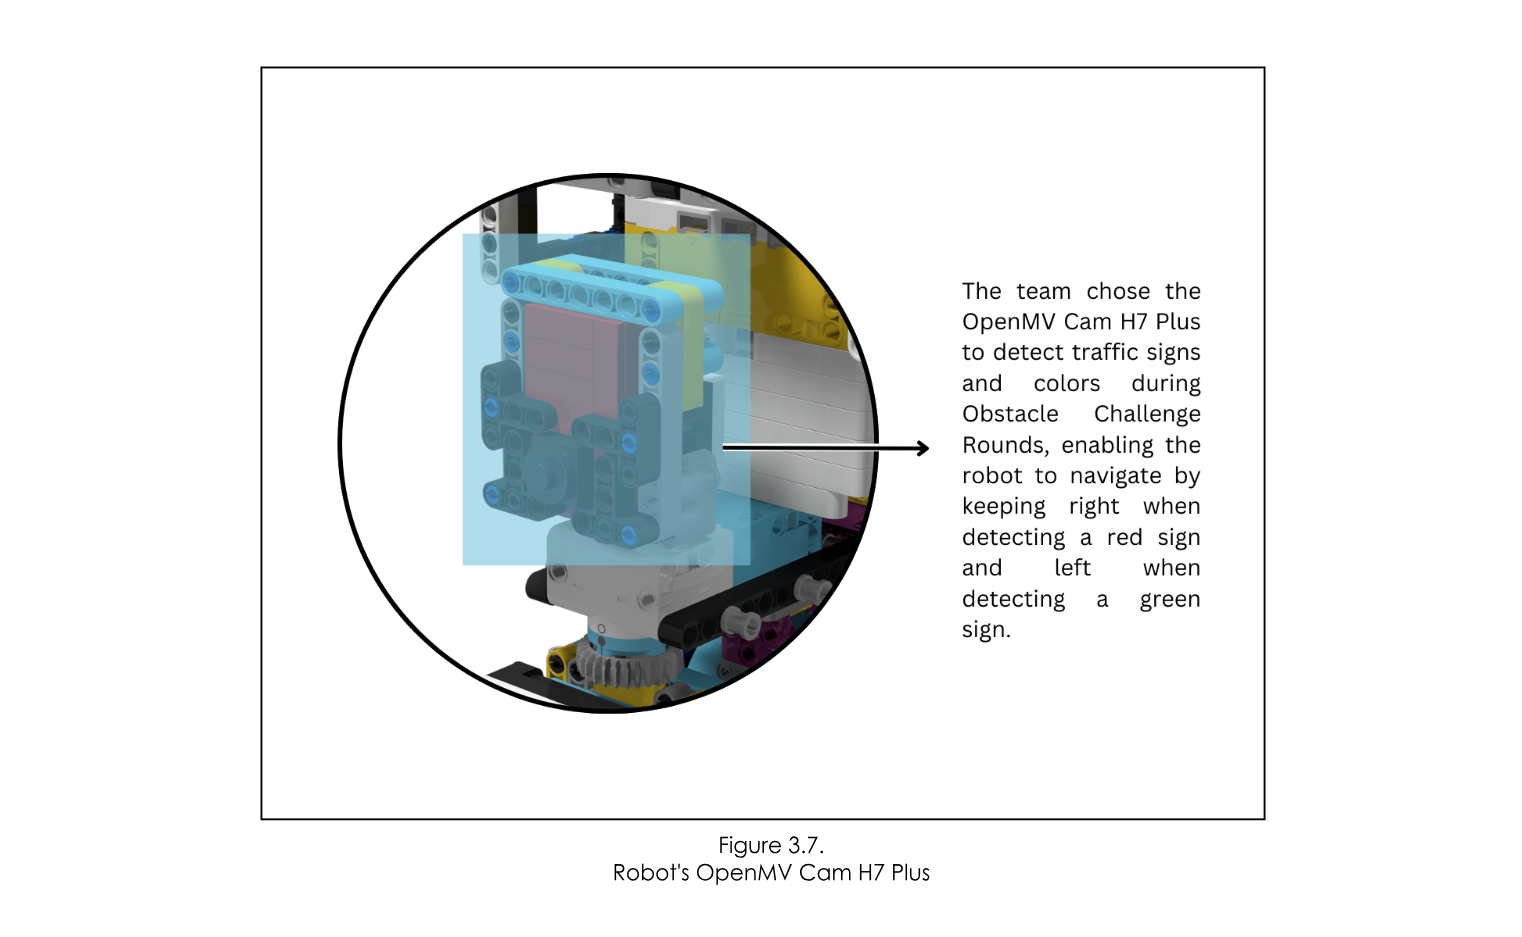 The team chose the
OpenMV Cam H7 Plus
to detect traffic signs
and colors during
Obstacle Challenge
Rounds, enabling the
robot to navigate by
keeping right when
detecting a red sign
and left when
detecting a green
sign.
Figure 3.7.
Robot's OpenMV Cam H7 Plus